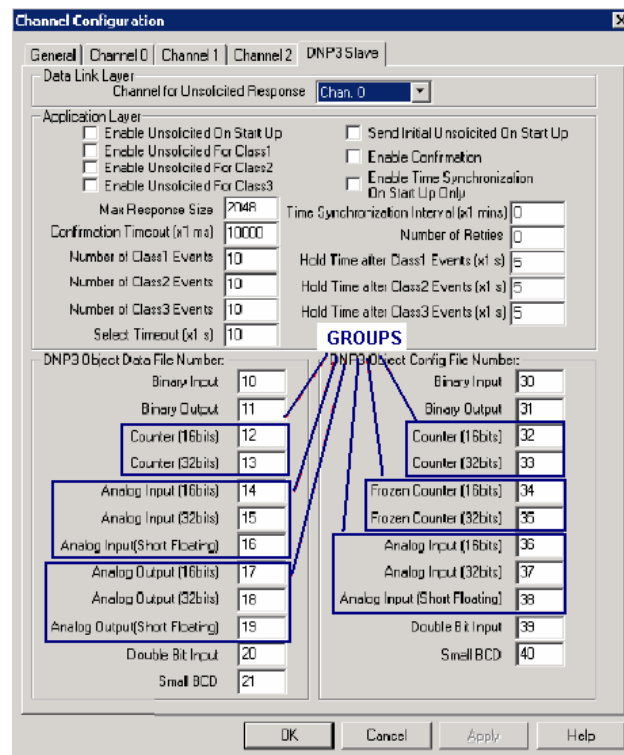 Channel Configuration
General Channel 0 Channel 1 Channel 2 DNP3 Slave
Data Link Layer
Channel for Unsolicited Response Chan. 0
Application Layer
Enable Unsolicited On Start Up
Enable Unsolicited For Class1
Enable Unsolicited For Class2
Enable Unsolicited For Class3
Send Initial Unsolicited On Start Up
Enable Confirmation
Enable Time Synchronization
On Start Up Only
Max Response Size 2048
Confirmation Timeout (x1 ms) 10000
Number of Class1 Events 10
Number of Class2 Events 10
Number of Class3 Events 10
Select Timeout (x1 s) 10
Time Synchronization Interval (x1 mins) 0
Number of Retries 0
Hold Time after Class1 Events (x1 s) 5
Hold Time after Class2 Events (x1 s) 5
Hold Time after Class3 Events (x1 s) 5
GROUPS
DNP3 Object Data File Number:
Binary Input 10
Binary Output 11
Counter (16bits) 12
Counter (32bits) 13
Analog Input (16bits) 14
Analog Input (32bits) 15
Analog Input(Short Floating) 16
Analog Output (16bits) 17
Analog Output (32bits) 18
Analog Output(Short Floating) 19
Double Bit Input 20
Small BCD 21
DNP3 Object Config File Number:
Binary Input 30
Binary Output 31
Counter (16bits) 32
Counter (32bits) 33
Frozen Counter (16bits) 34
Frozen Counter (32bits) 35
Analog Input (16bits) 36
Analog Input (32bits) 37
Analog Input (Short Floating) 38
Double Bit Input 39
Small BCD 40
OK Cancel Apply Help